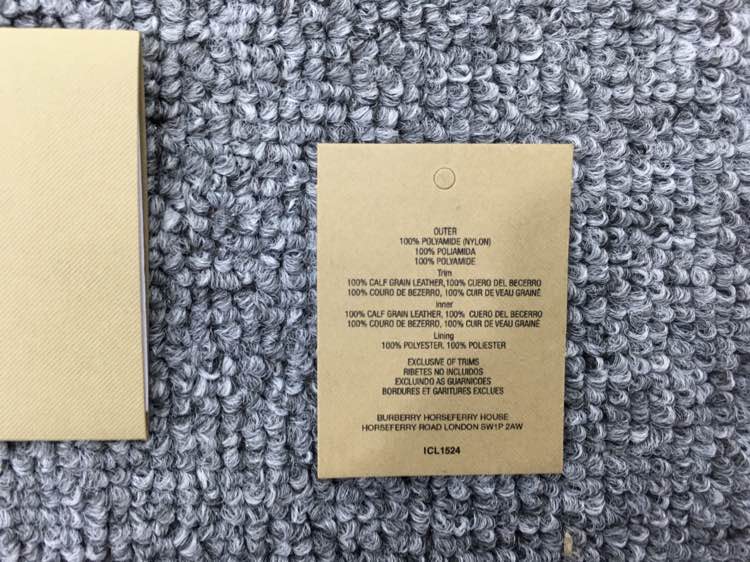 OUTER
100% POLYAMIDE (NYLON)
100% POLIAMIDA
100% POLYAMIDE
Trim
100% CALF GRAIN LEATHER,100% CUERO DEL BECERRO
100% COURO DE BEZERRO, 100% CUIR DE VEAU GRAINÉ
Inner
100% CALF GRAIN LEATHER, 100% CUERO DEL BECERRO
100% COURO DE BEZERRO, 100% CUIR DE VEAU GRAINÉ
Lining
100% POLYESTER, 100% POLIESTER
EXCLUSIVE OF TRIMS
RIBETES NO INCLUIDOS
EXCLUINDO AS GUARNICOES
BORDURES ET GARITURES EXCLUES
BURBERRY HORSEFERRY HOUSE
HORSEFERRY ROAD LONDON SW1P 2AW
ICL1524